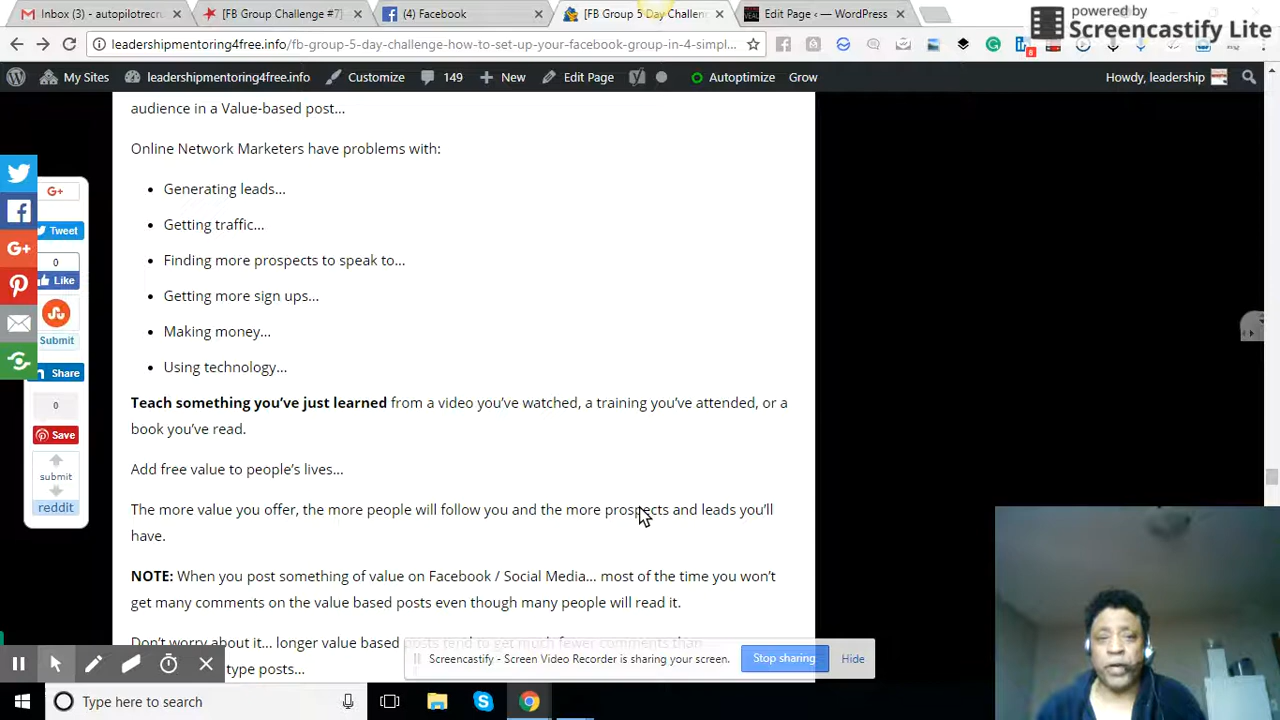 Inbox (3) - autopilotrecru
[FB Group Challenge #7]
(4) Facebook
[FB Group 5 Day Challen
Edit Page ‹ — WordPress
powered by
Screencastify Lite
leadershipmentoring4free.info/fb-group-5-day-challenge-how-to-set-up-your-facebook-group-in-4-simpl...
8
My Sites
leadershipmentoring4free.info
Customize
149
New
Edit Page
Autoptimize
Grow
Howdy, leadership
audience in a Value-based post…
Online Network Marketers have problems with:
• Generating leads…
• Getting traffic…
• Finding more prospects to speak to…
• Getting more sign ups…
• Making money…
• Using technology…
Teach something you’ve just learned from a video you’ve watched, a training you’ve attended, or a
book you’ve read.
Add free value to people’s lives…
The more value you offer, the more people will follow you and the more prospects and leads you’ll
have.
NOTE: When you post something of value on Facebook / Social Media… most of the time you won’t
get many comments on the value based posts even though many people will read it.
Don’t worry about it… longer value based posts tend to get much fewer comments than
type posts…
G+
Tweet
0
Like
Submit
Share
0
Save
submit
reddit
G+
Screencastify - Screen Video Recorder is sharing your screen.
Stop sharing
Hide
Type here to search